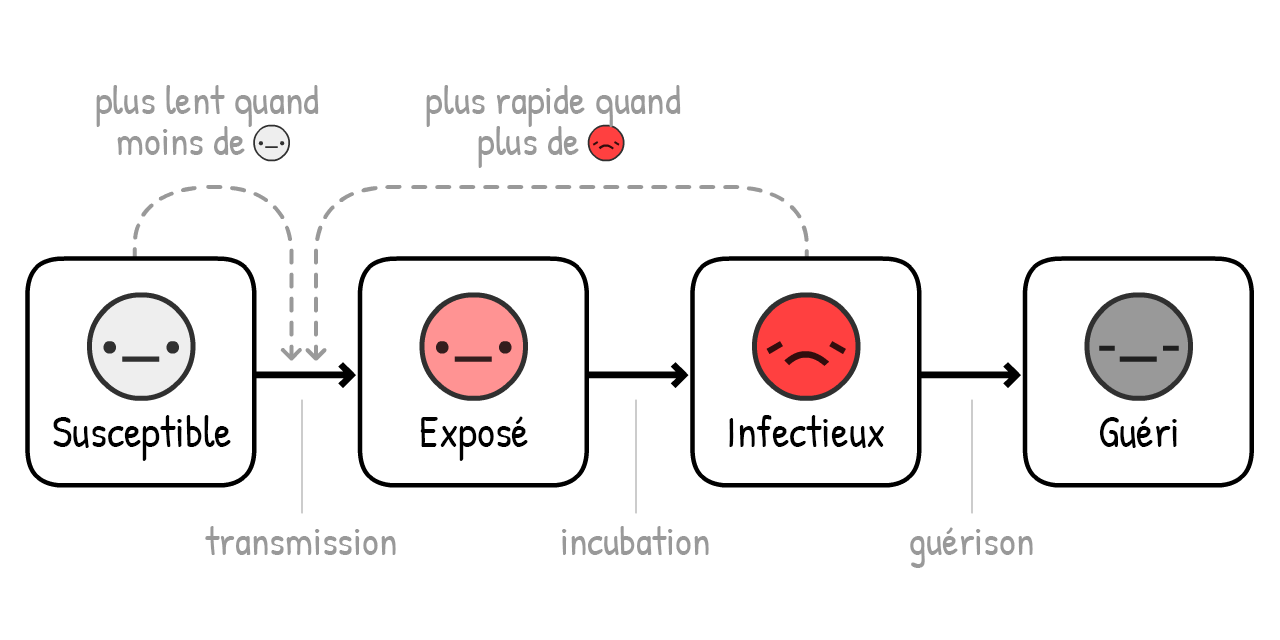 plus lent quand
moins de
plus rapide quand
plus de
Susceptible
Exposé
Infectieux
Guéri
transmission
incubation
guérison